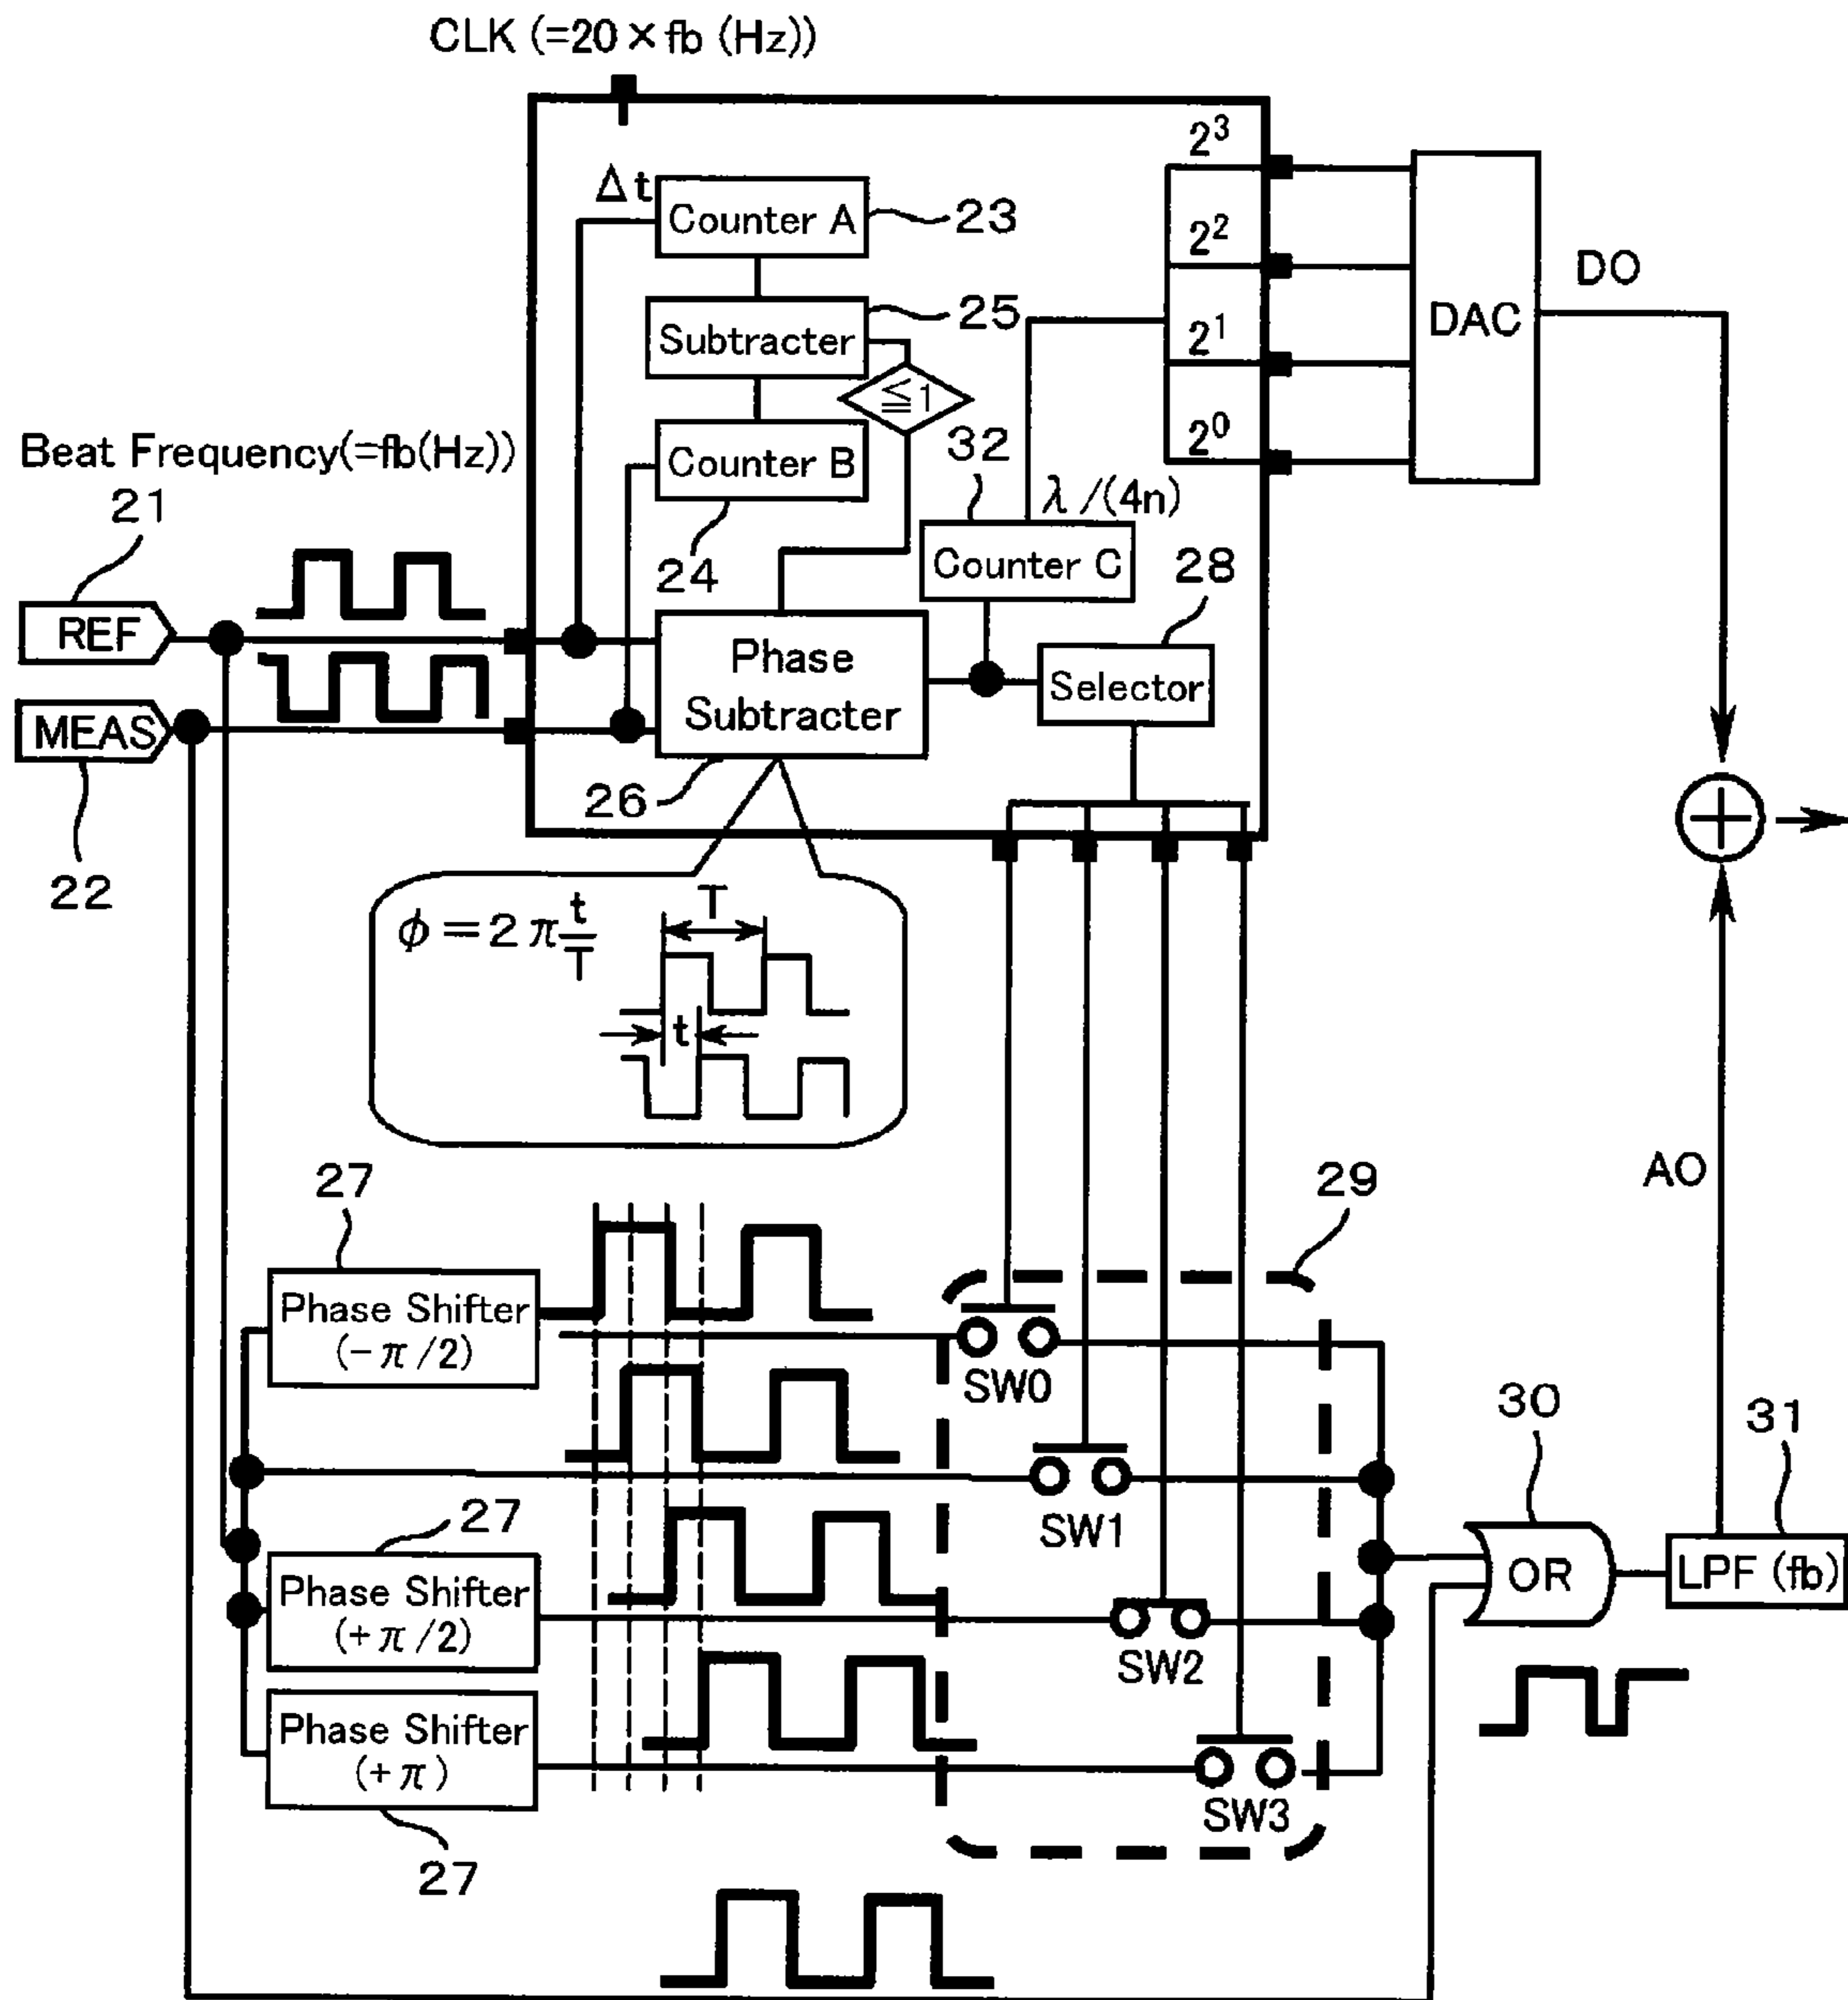 CLK (=20×fb (Hz))
2³
Δt
Counter A
23
2²
DO
25
Subtracter
2¹
DAC
≦1
32
2⁰
Beat Frequency(=fb(Hz))
Counter B
21
λ/(4n)
24
Counter C
28
REF
Phase
Subtracter
Selector
MEAS
26
22
T
φ=2π t/T
t
AO
27
29
Phase Shifter
(-π/2)
SW0
30
31
27
SW1
OR
LPF (fb)
Phase Shifter
(+π/2)
SW2
Phase Shifter
(+π)
SW3
27